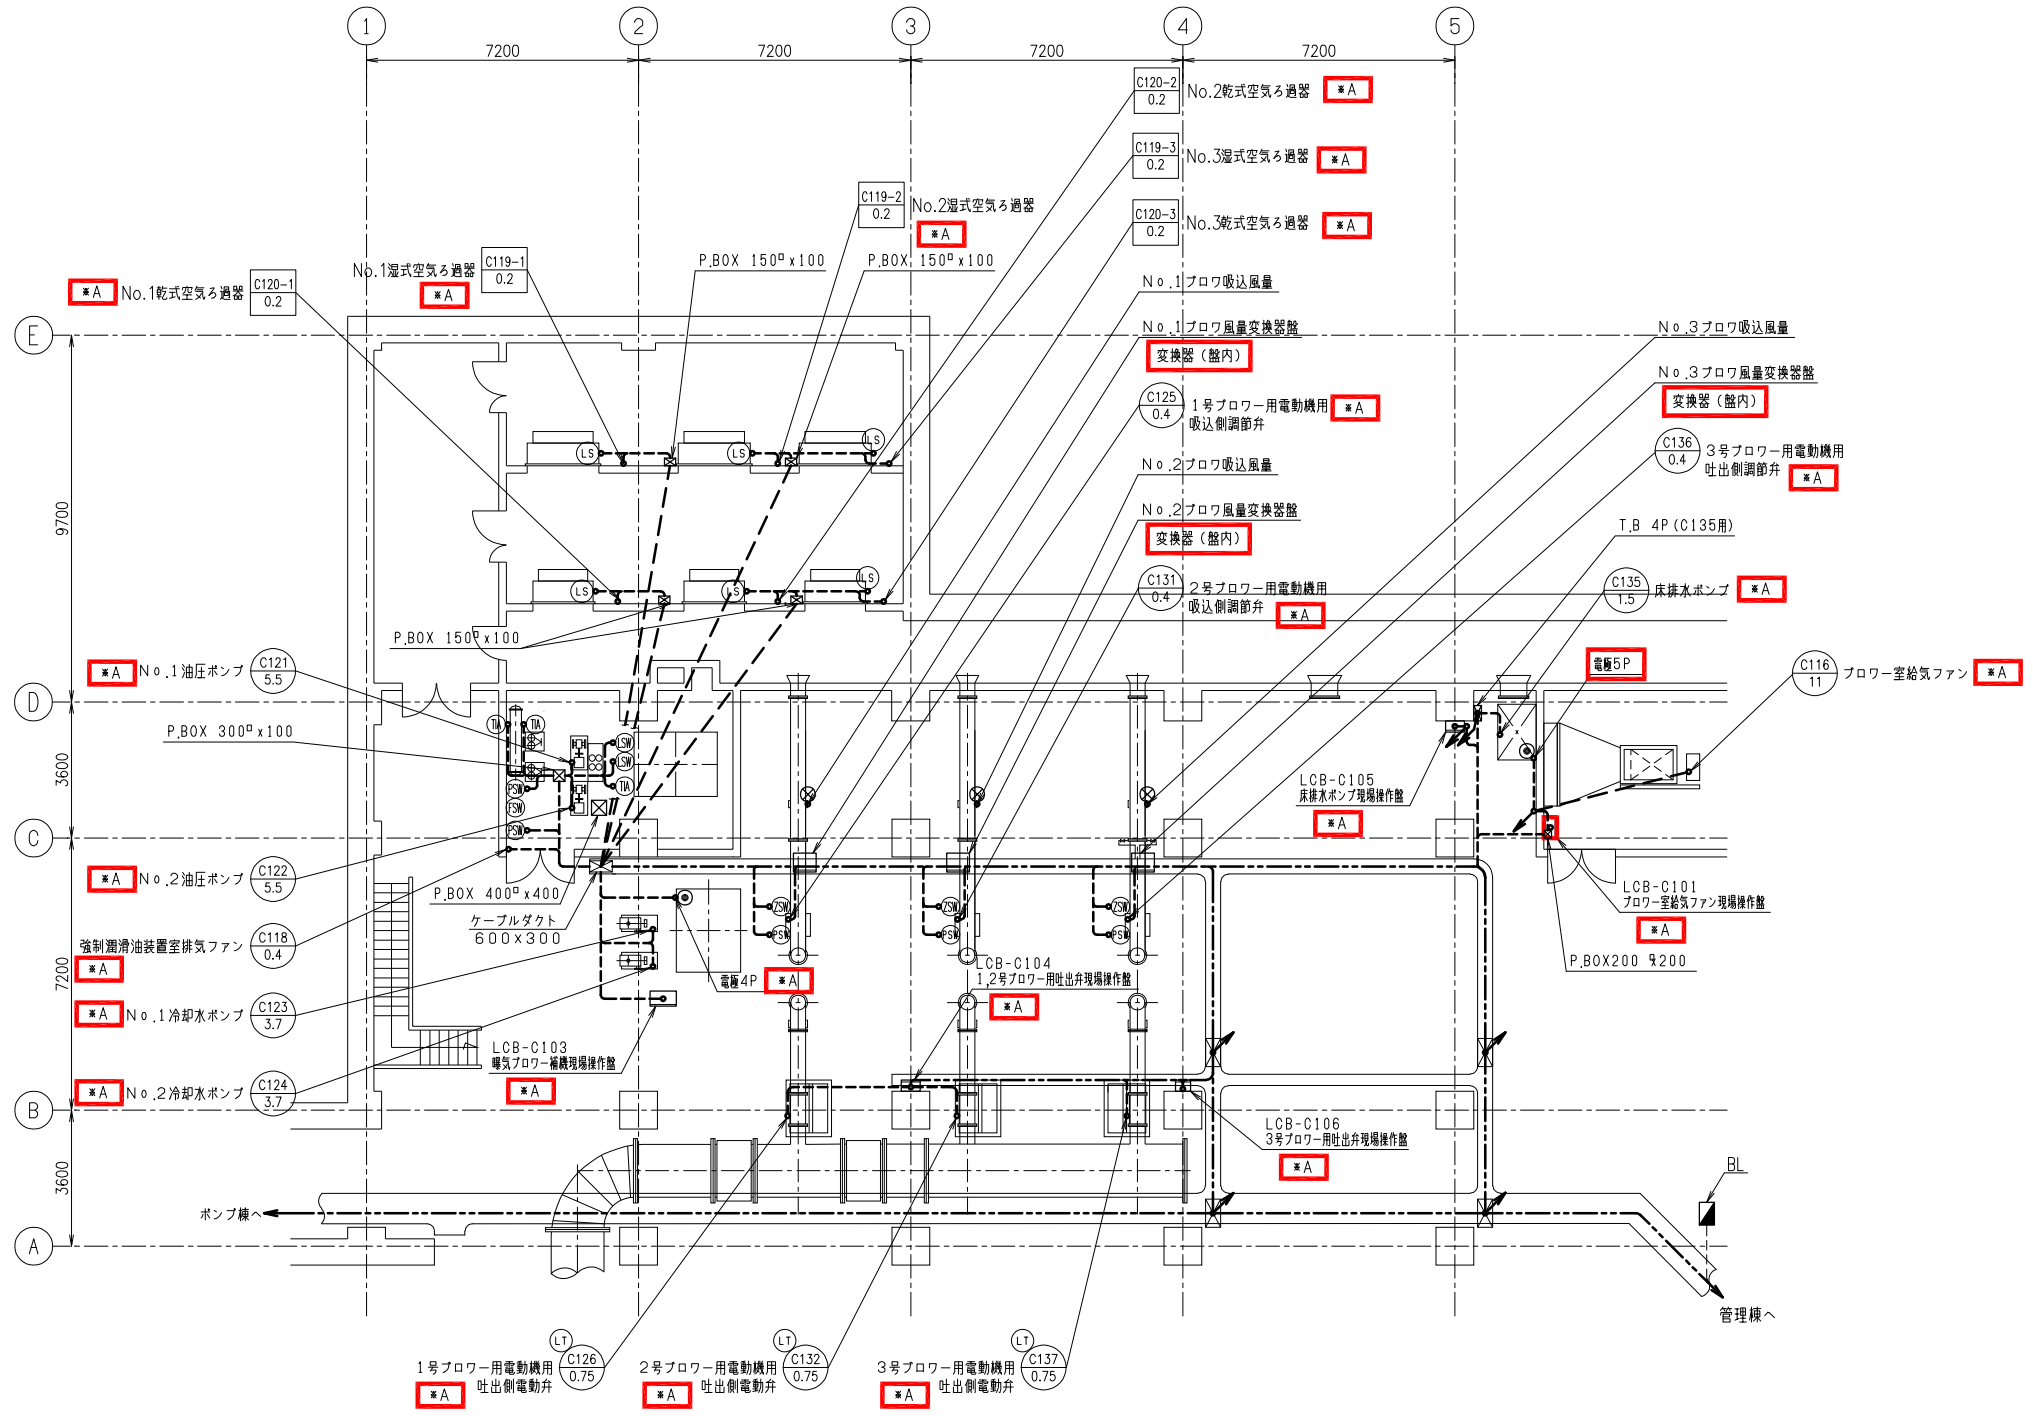 1
2
3
4
5
7200
7200
7200
7200
C120-2
0.2
No.2乾式空気ろ過器
※A
C119-3
0.2
No.3湿式空気ろ過器
※A
C119-2
0.2
No.2湿式空気ろ過器
※A
C120-3
0.2
No.3乾式空気ろ過器
※A
No.1湿式空気ろ過器
C119-1
0.2
※A
P.BOX 150□x100
P.BOX 150□x100
※A
No.1乾式空気ろ過器
C120-1
0.2
No.1ブロワ吸込風量
No.1ブロワ風量変換器盤
変換器（盤内）
No.3ブロワ吸込風量
No.3ブロワ風量変換器盤
変換器（盤内）
E
C125
0.4
1号ブロワー用電動機用
吸込側調節弁
※A
C136
0.4
3号ブロワー用電動機用
吐出側調節弁
※A
LS
LS
LS
No.2ブロワ吸込風量
No.2ブロワ風量変換器盤
変換器（盤内）
9700
T.B 4P(C135用)
LS
LS
LS
C131
0.4
2号ブロワー用電動機用
吸込側調節弁
※A
C135
1.5
床排水ポンプ
※A
P.BOX 150□x100
※A
No.1油圧ポンプ
C121
5.5
電極5P
C116
11
ブロワー室給気ファン
※A
D
P.BOX 300□x100
TIA
TIA
LSW
LSW
TIA
PSW
FSW
PSW
3600
LCB-C105
床排水ポンプ現場操作盤
※A
C
※A
No.2油圧ポンプ
C122
5.5
P.BOX 400□x400
ケーブルダクト
600x300
ZSW
PSW
ZSW
PSW
ZSW
PSW
LCB-C101
ブロワー室給気ファン現場操作盤
※A
P.BOX200□x200
強制潤滑油装置室排気ファン
C118
0.4
※A
7200
電極4P
※A
LCB-C104
1,2号ブロワー用吐出弁現場操作盤
※A
※A
No.1冷却水ポンプ
C123
3.7
LCB-C103
曝気ブロワー補機現場操作盤
※A
※A
No.2冷却水ポンプ
C124
3.7
B
LCB-C106
3号ブロワー用吐出弁現場操作盤
※A
3600
BL
ポンプ棟へ
A
管理棟へ
LT
C126
0.75
1号ブロワー用電動機用
吐出側電動弁
※A
LT
C132
0.75
2号ブロワー用電動機用
吐出側電動弁
※A
LT
C137
0.75
3号ブロワー用電動機用
吐出側電動弁
※A